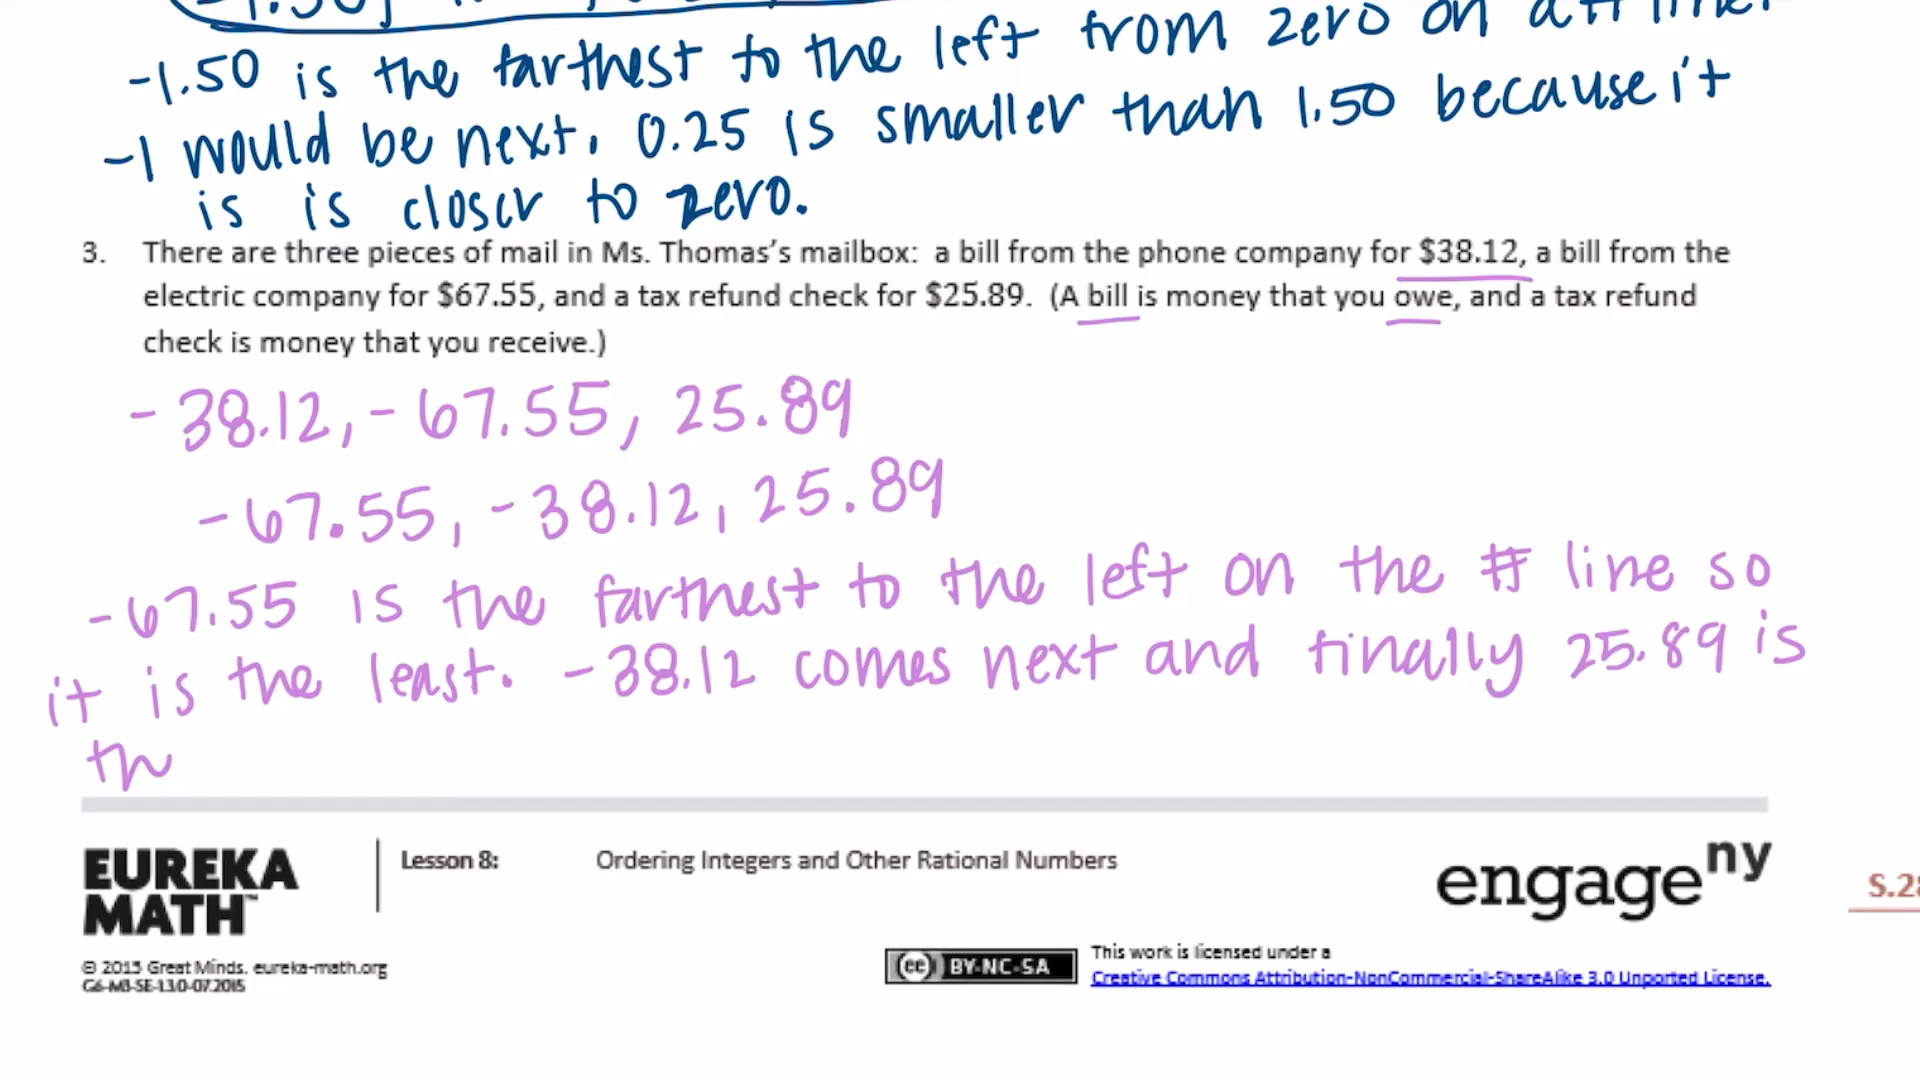 -1.50
-1.50 is the farthest to the left from zero on a # line.
-1 would be next. 0.25 is smaller than 1.50 because it
is is closer to zero.
3. There are three pieces of mail in Ms. Thomas’s mailbox: a bill from the phone company for $38.12, a bill from the
electric company for $67.55, and a tax refund check for $25.89. (A bill is money that you owe, and a tax refund
check is money that you receive.)
-38.12, -67.55, 25.89
-67.55, -38.12, 25.89
-67.55 is the farthest to the left on the # line so
it is the least. -38.12 comes next and finally 25.89 is
th
EUREKA
MATH™
Lesson 8: Ordering Integers and Other Rational Numbers
engage ny
S.28
© 2015 Great Minds. eureka-math.org
G6-M3-SE-1.3.0-07.2015
cc BY-NC-SA
This work is licensed under a
Creative Commons Attribution-NonCommercial-ShareAlike 3.0 Unported License.